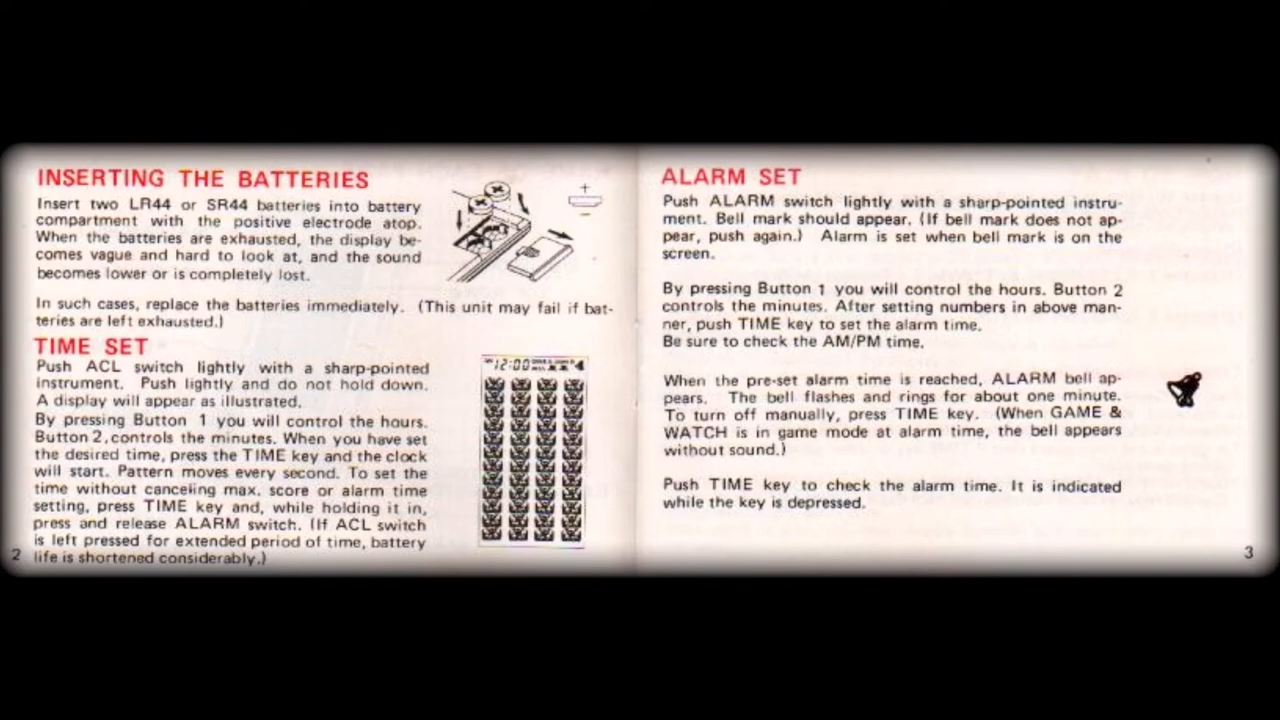 INSERTING THE BATTERIES
Insert two LR44 or SR44 batteries into battery
compartment with the positive electrode atop.
When the batteries are exhausted, the display be-
comes vague and hard to look at, and the sound
becomes lower or is completely lost.
In such cases, replace the batteries immediately. (This unit may fail if bat-
teries are left exhausted.)
TIME SET
Push ACL switch lightly with a sharp-pointed
instrument. Push lightly and do not hold down.
A display will appear as illustrated.
By pressing Button 1 you will control the hours.
Button 2, controls the minutes. When you have set
the desired time, press the TIME key and the clock
will start. Pattern moves every second. To set the
time without canceling max. score or alarm time
setting, press TIME key and, while holding it in,
press and release ALARM switch. (If ACL switch
is left pressed for extended period of time, battery
life is shortened considerably.)
12:00
2
ALARM SET
Push ALARM switch lightly with a sharp-pointed instru-
ment. Bell mark should appear. (If bell mark does not ap-
pear, push again.) Alarm is set when bell mark is on the
screen.
By pressing Button 1 you will control the hours. Button 2
controls the minutes. After setting numbers in above man-
ner, push TIME key to set the alarm time.
Be sure to check the AM/PM time.
When the pre-set alarm time is reached, ALARM bell ap-
pears. The bell flashes and rings for about one minute.
To turn off manually, press TIME key. (When GAME &
WATCH is in game mode at alarm time, the bell appears
without sound.)
Push TIME key to check the alarm time. It is indicated
while the key is depressed.
3